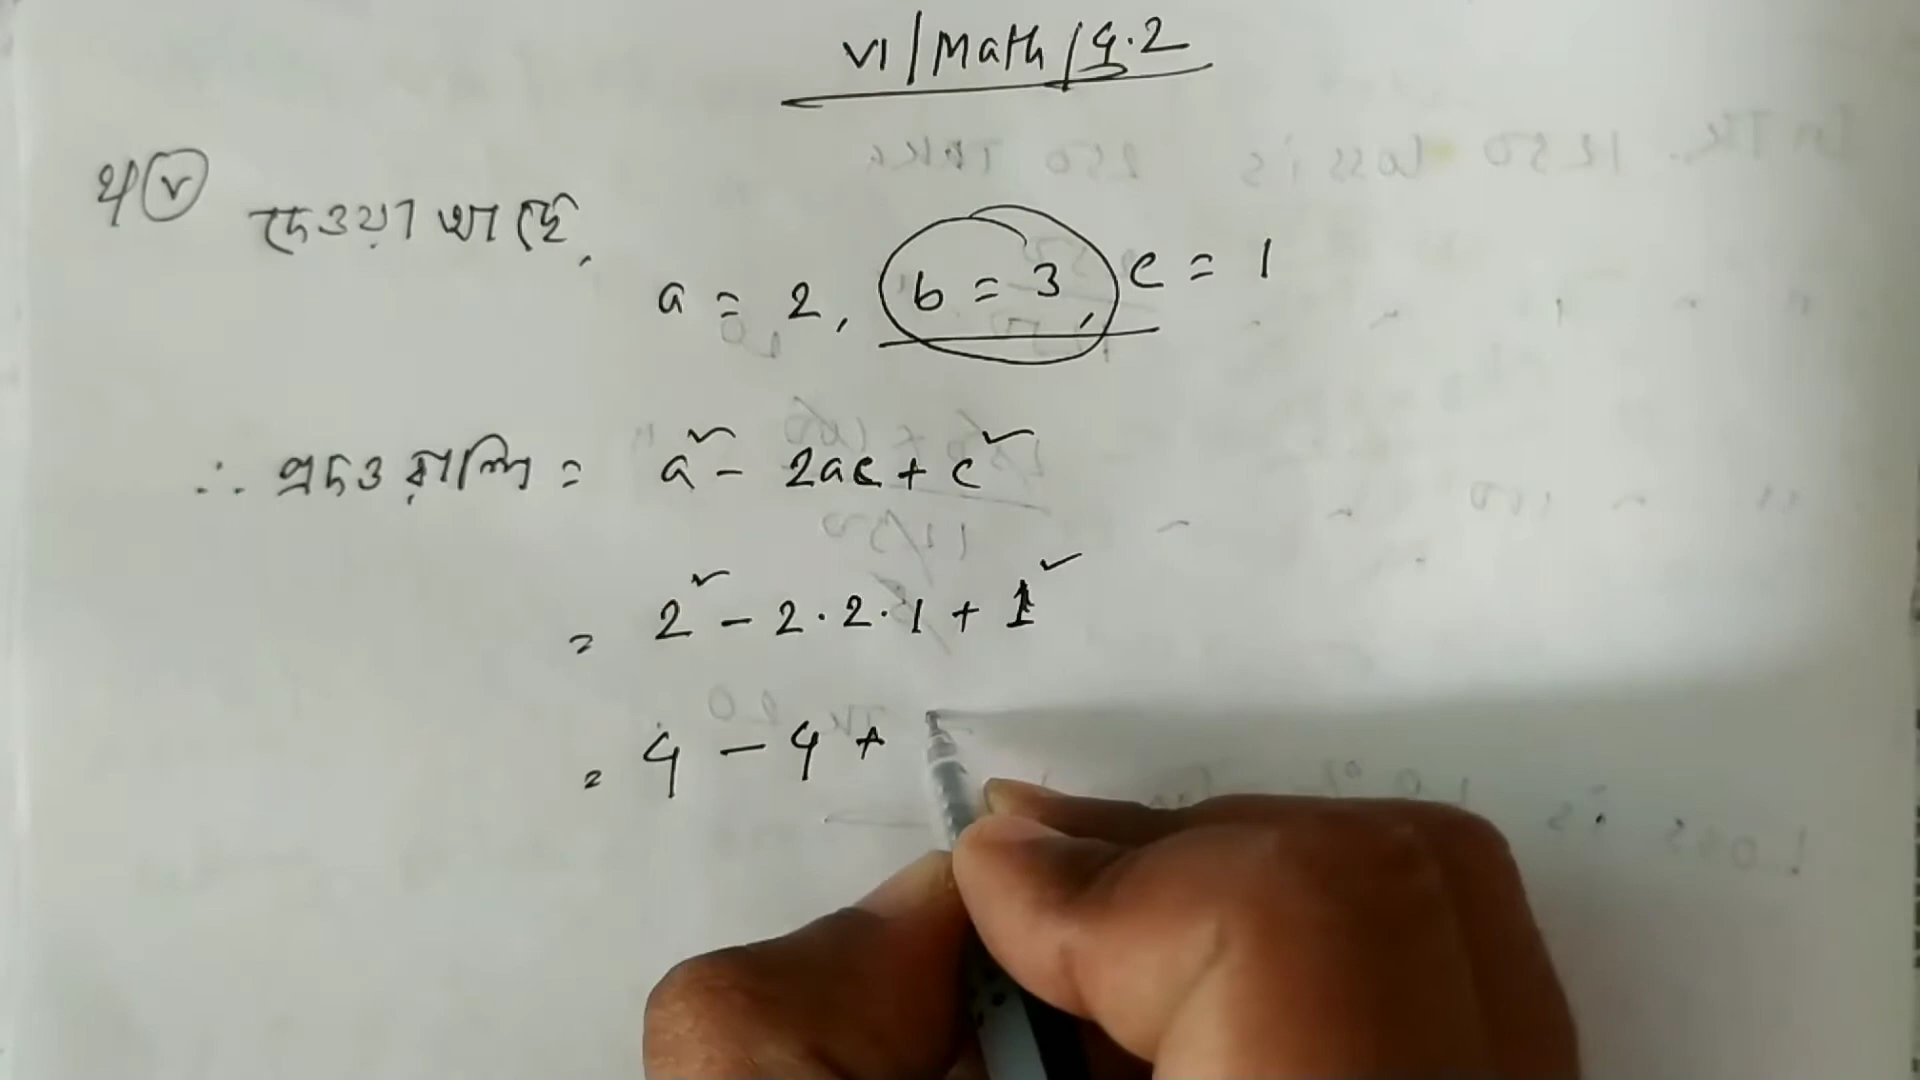 VI/Math/4.2
দেওয়া আছে,
a = 2, b = 3, c = 1
∴ প্রদত্ত রাশি = a² - 2ac + c²
= 2² - 2·2·1 + 1²
= 4 - 4 +